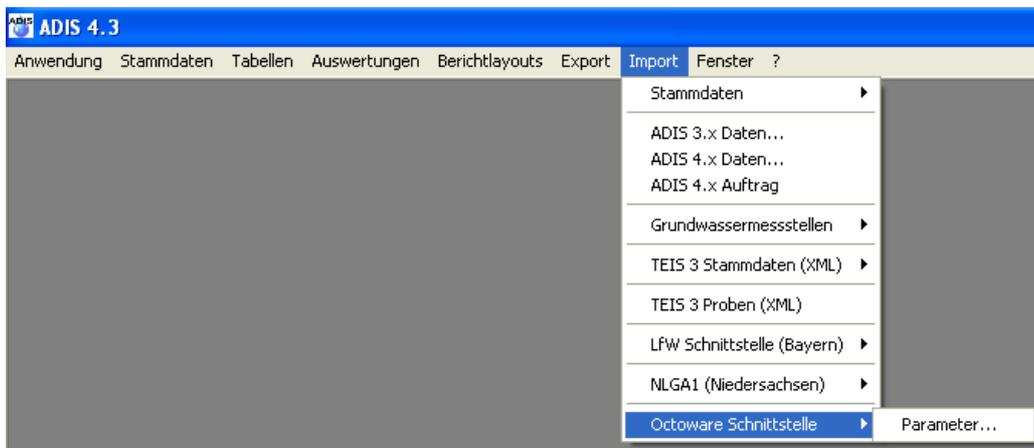 ADIS ADIS 4.3
Anwendung Stammdaten Tabellen Auswertungen Berichtlayouts Export Import Fenster ?
Stammdaten
ADIS 3.x Daten...
ADIS 4.x Daten...
ADIS 4.x Auftrag
Grundwassermessstellen
TEIS 3 Stammdaten (XML)
TEIS 3 Proben (XML)
LfW Schnittstelle (Bayern)
NLGA1 (Niedersachsen)
Octoware Schnittstelle Parameter...